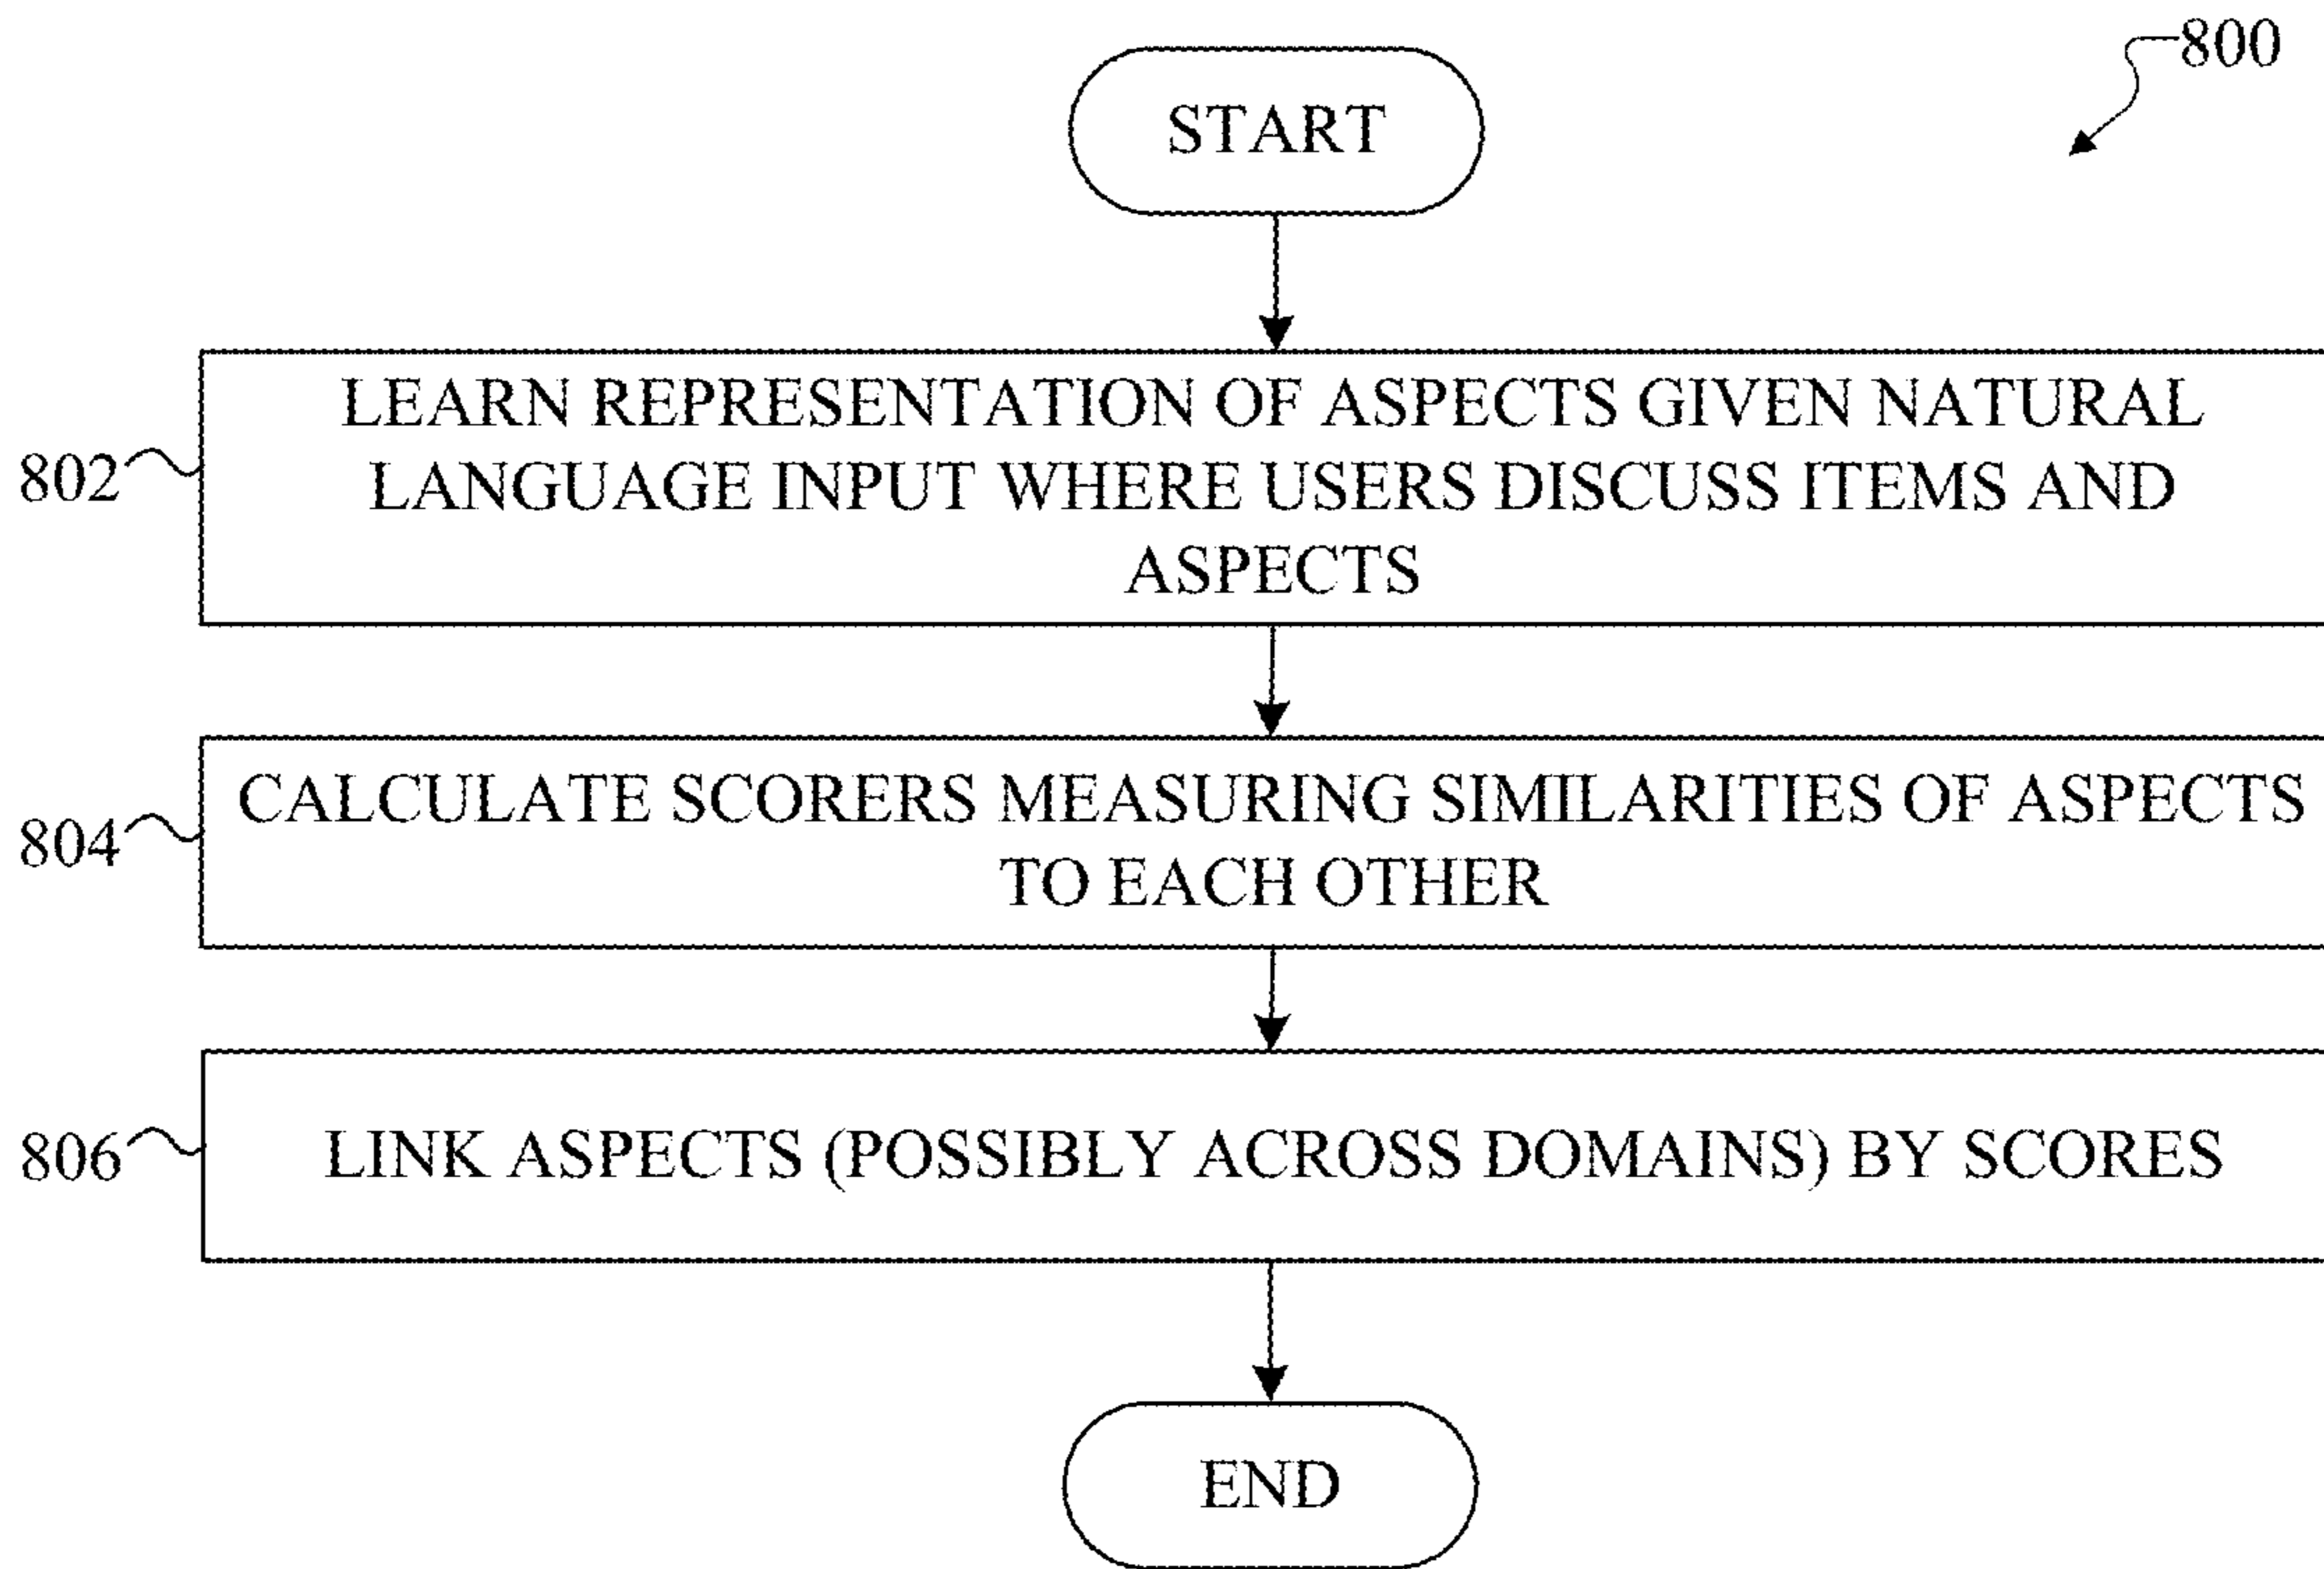 800
START
802
LEARN REPRESENTATION OF ASPECTS GIVEN NATURAL
LANGUAGE INPUT WHERE USERS DISCUSS ITEMS AND
ASPECTS
804
CALCULATE SCORERS MEASURING SIMILARITIES OF ASPECTS
TO EACH OTHER
806
LINK ASPECTS (POSSIBLY ACROSS DOMAINS) BY SCORES
END